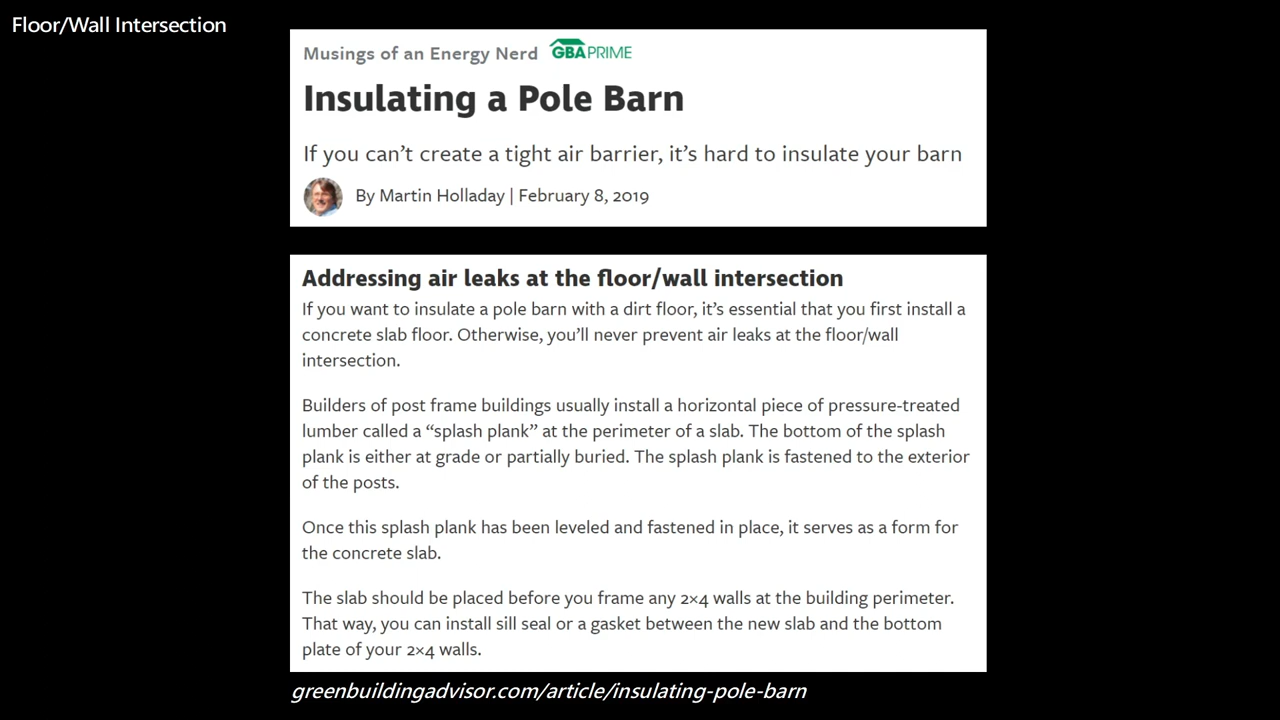 Floor/Wall Intersection
Musings of an Energy Nerd GBAPRIME
Insulating a Pole Barn
If you can't create a tight air barrier, it's hard to insulate your barn
By Martin Holladay | February 8, 2019
Addressing air leaks at the floor/wall intersection
If you want to insulate a pole barn with a dirt floor, it's essential that you first install a
concrete slab floor. Otherwise, you'll never prevent air leaks at the floor/wall
intersection.
Builders of post frame buildings usually install a horizontal piece of pressure-treated
lumber called a “splash plank” at the perimeter of a slab. The bottom of the splash
plank is either at grade or partially buried. The splash plank is fastened to the exterior
of the posts.
Once this splash plank has been leveled and fastened in place, it serves as a form for
the concrete slab.
The slab should be placed before you frame any 2×4 walls at the building perimeter.
That way, you can install sill seal or a gasket between the new slab and the bottom
plate of your 2×4 walls.
greenbuildingadvisor.com/article/insulating-pole-barn